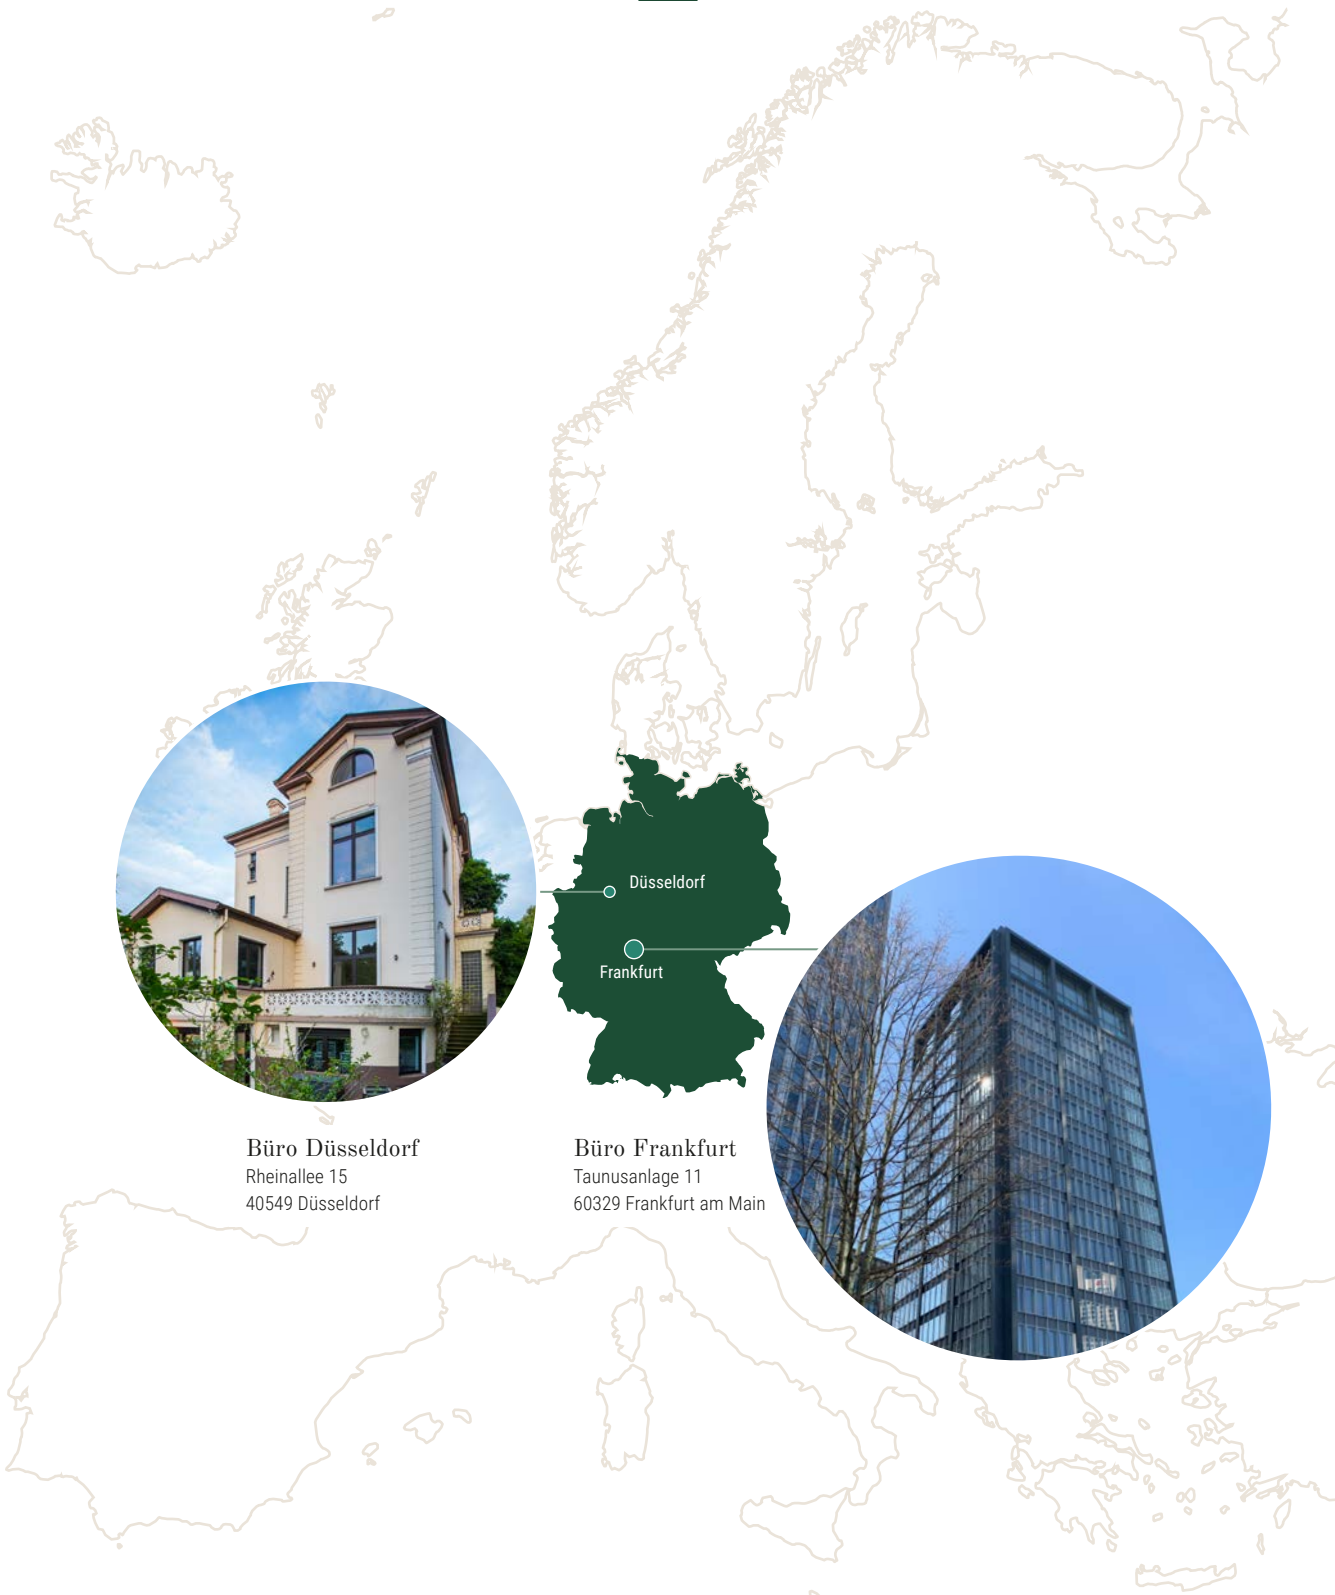 Düsseldorf
Frankfurt
Büro Düsseldorf
Rheinallee 15
40549 Düsseldorf
Büro Frankfurt
Taunusanlage 11
60329 Frankfurt am Main